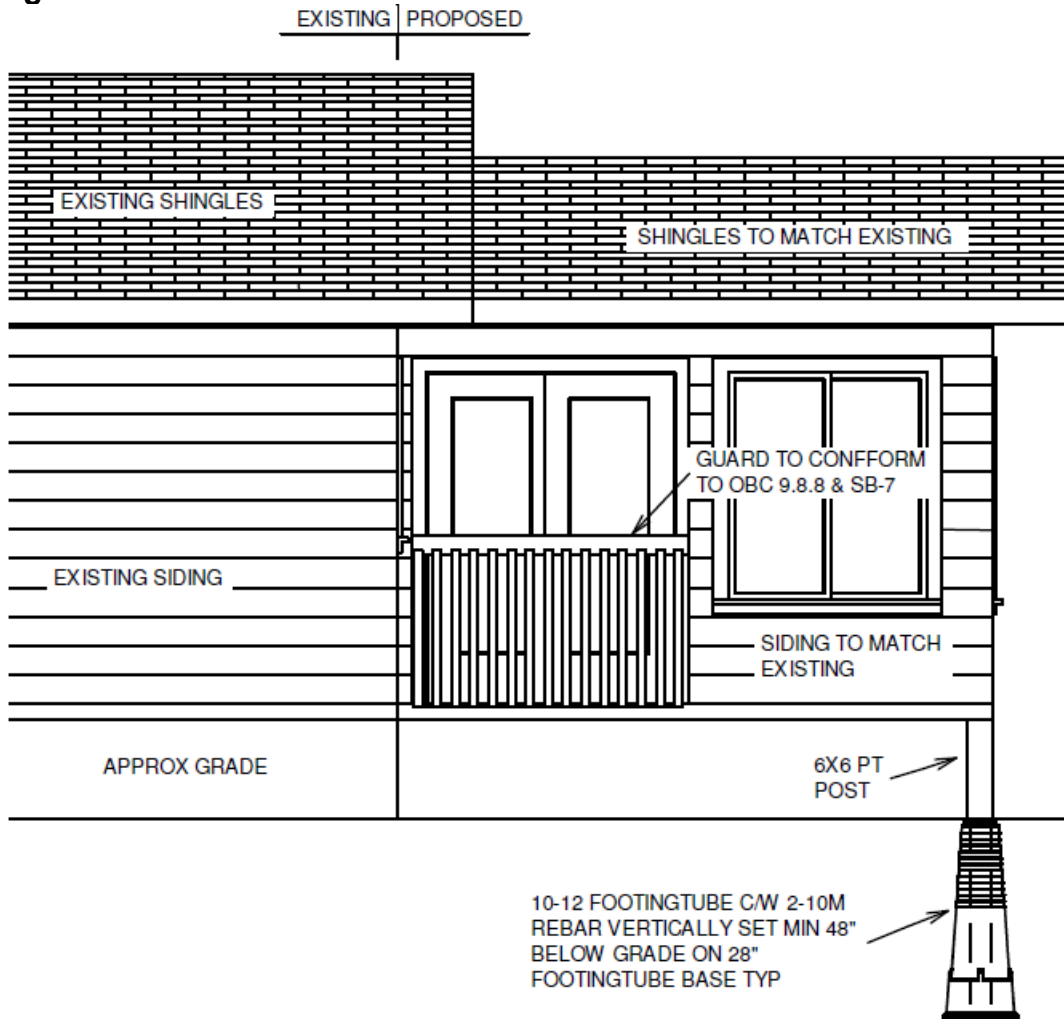 EXISTING PROPOSED
EXISTING SHINGLES
SHINGLES TO MATCH EXISTING
GUARD TO CONFFORM
TO OBC 9.8.8 & SB-7
EXISTING SIDING
SIDING TO MATCH
EXISTING
APPROX GRADE
6X6 PT
POST
10-12 FOOTINGTUBE C/W 2-10M
REBAR VERTICALLY SET MIN 48"
BELOW GRADE ON 28"
FOOTINGTUBE BASE TYP